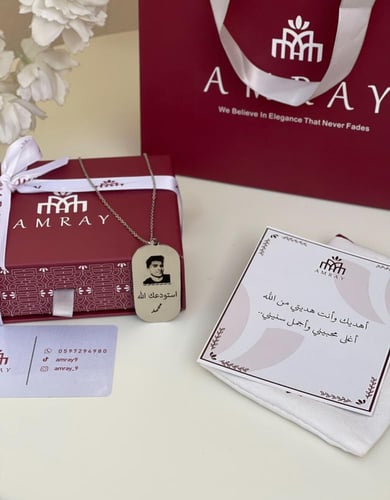 AMRAY
We Believe in Elegance That Never Fades
AMRAY
استودعك الله
محمد
AMRAY
أهديك وأنت هديتي من الله
أغلى محبيني وأجمل سنيني..
0597294980
amray9
amray_9